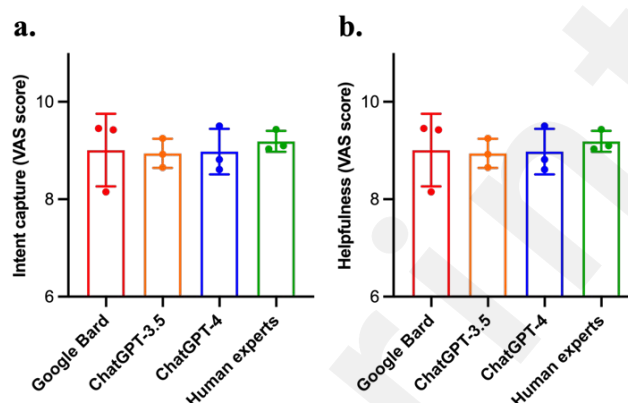 a.
Intent capture (VAS score)
10
8
6
Google Bard
ChatGPT-3.5
ChatGPT-4
Human experts
b.
Helpfulness (VAS score)
10
8
6
Google Bard
ChatGPT-3.5
ChatGPT-4
Human experts